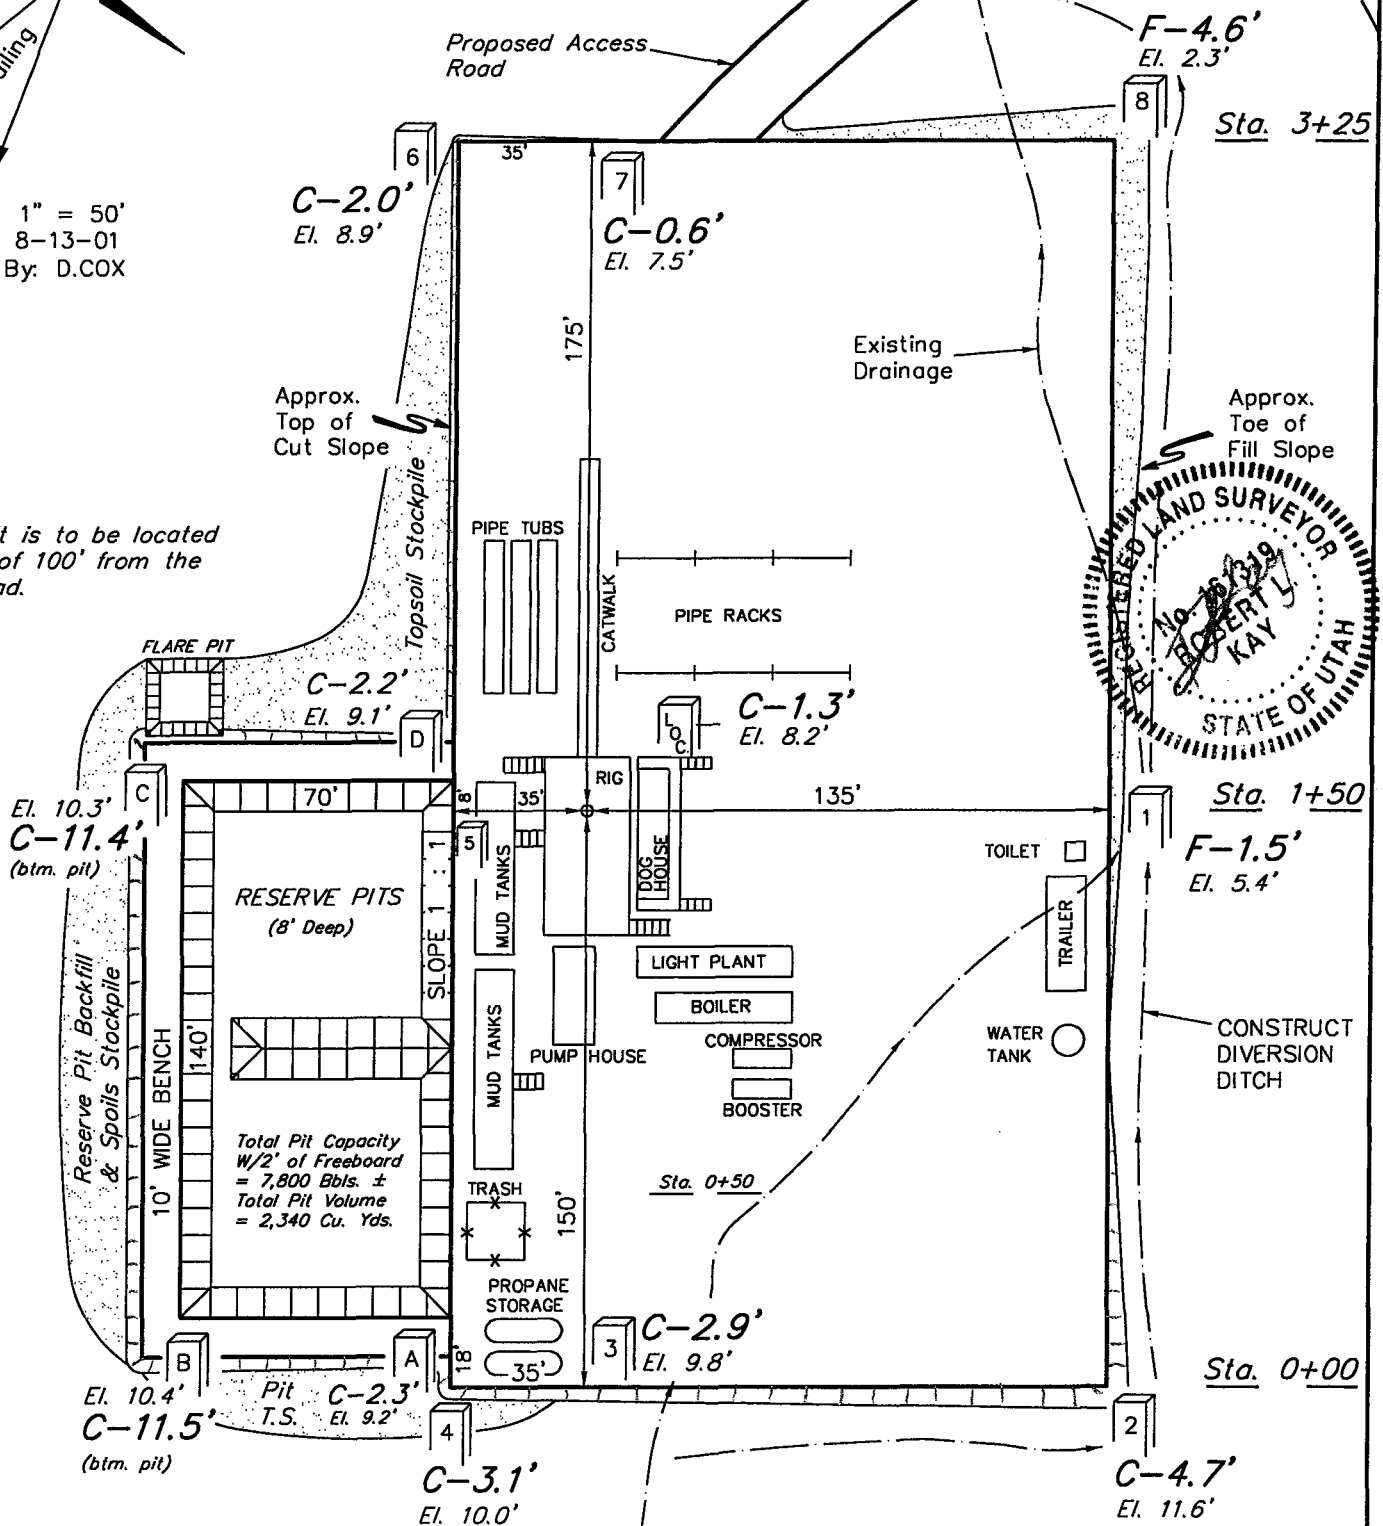 Proposed Access
Road
F-4.6'
El. 2.3'
8
Sta. 3+25
6
35'
7
C-2.0'
El. 8.9'
C-0.6'
El. 7.5'
1" = 50'
8-13-01
By: D.COX
175'
Existing
Drainage
Approx.
Top of
Cut Slope
Approx.
Toe of
Fill Slope
Topsoil Stockpile
t is to be located
of 100' from the
ad.
PIPE TUBS
CATWALK
PIPE RACKS
REGISTERED LAND SURVEYOR
No. 161319
ROBERT L.
KAY
STATE OF UTAH
FLARE PIT
C-2.2'
El. 9.1'
D
LOC.
C-1.3'
El. 8.2'
C
El. 10.3'
C-11.4'
(btm. pit)
70'
18'
35'
RIG
135'
Sta. 1+50
1
F-1.5'
El. 5.4'
5
MUD TANKS
DOG
HOUSE
TOILET
TRAILER
RESERVE PITS
(8' Deep)
SLOPE 1 : 1
LIGHT PLANT
BOILER
COMPRESSOR
BOOSTER
PUMP HOUSE
MUD TANKS
WATER
TANK
CONSTRUCT
DIVERSION
DITCH
Reserve Pit Backfill
& Spoils Stockpile
10' WIDE BENCH
140'
Total Pit Capacity
W/2' of Freeboard
= 7,800 Bbls. ±
Total Pit Volume
= 2,340 Cu. Yds.
Sta. 0+50
TRASH
150'
PROPANE
STORAGE
35'
18'
3
C-2.9'
El. 9.8'
Sta. 0+00
B
A
El. 10.4'
C-11.5'
(btm. pit)
Pit
T.S.
C-2.3'
El. 9.2'
4
C-3.1'
El. 10.0'
2
C-4.7'
El. 11.6'